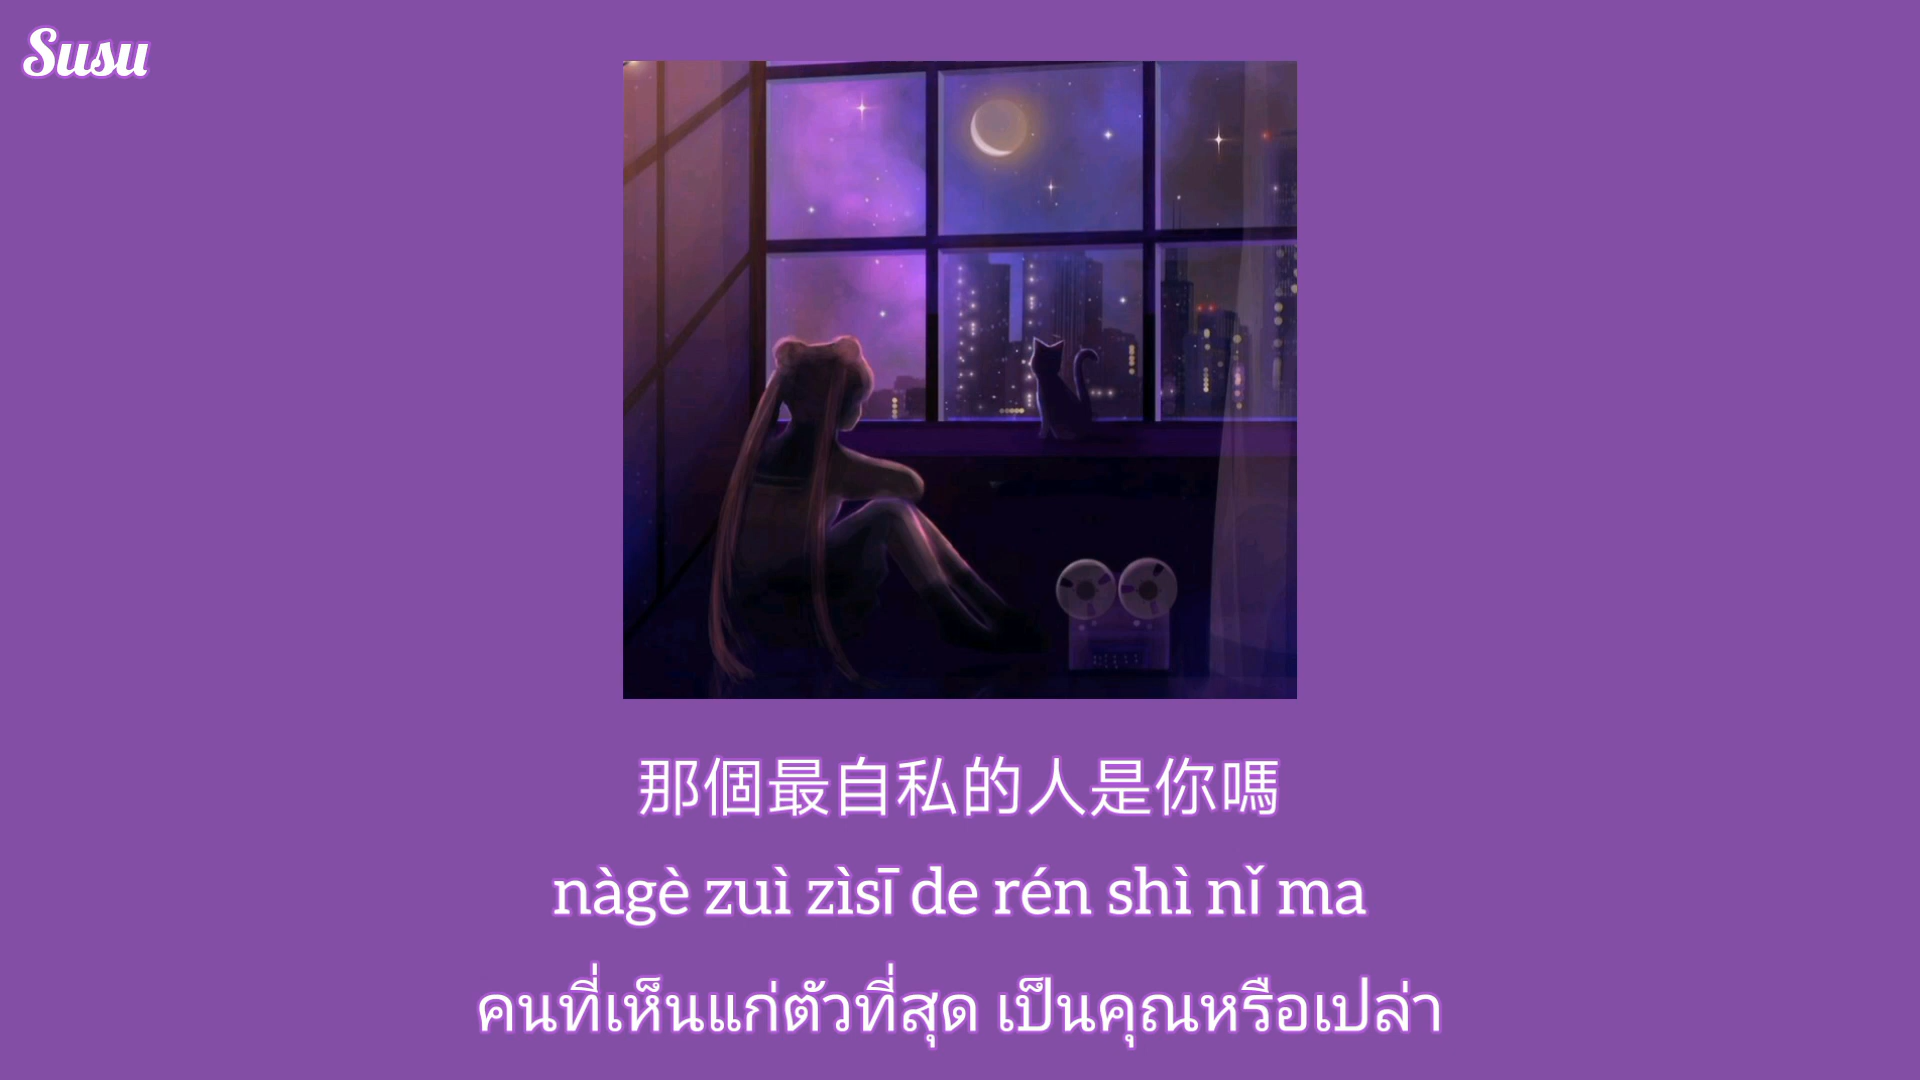 Susu
那個最自私的人是你嗎
nàgè zuì zìsī de rén shì nǐ ma
คนที่เห็นแก่ตัวที่สุด เป็นคุณหรือเปล่า